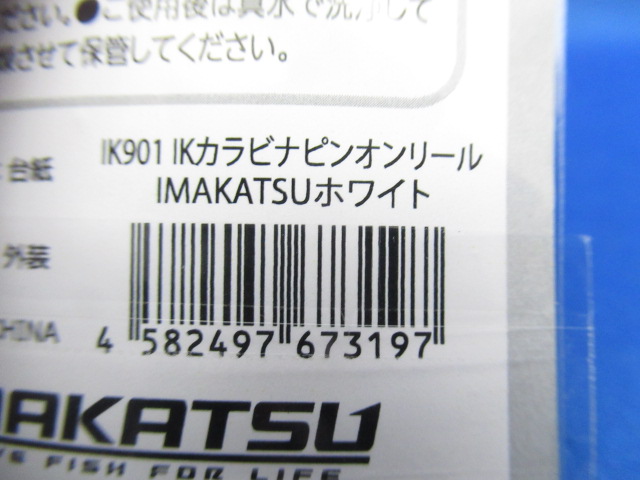 ださい。●ご使用後は真水で洗浄して
させて保管してください。
IK901 IKカラビナピンオンリール
台紙
IMAKATSUホワイト
外装
CHINA
4 582497 673197
MAKATSU
FISH FOR LIFE